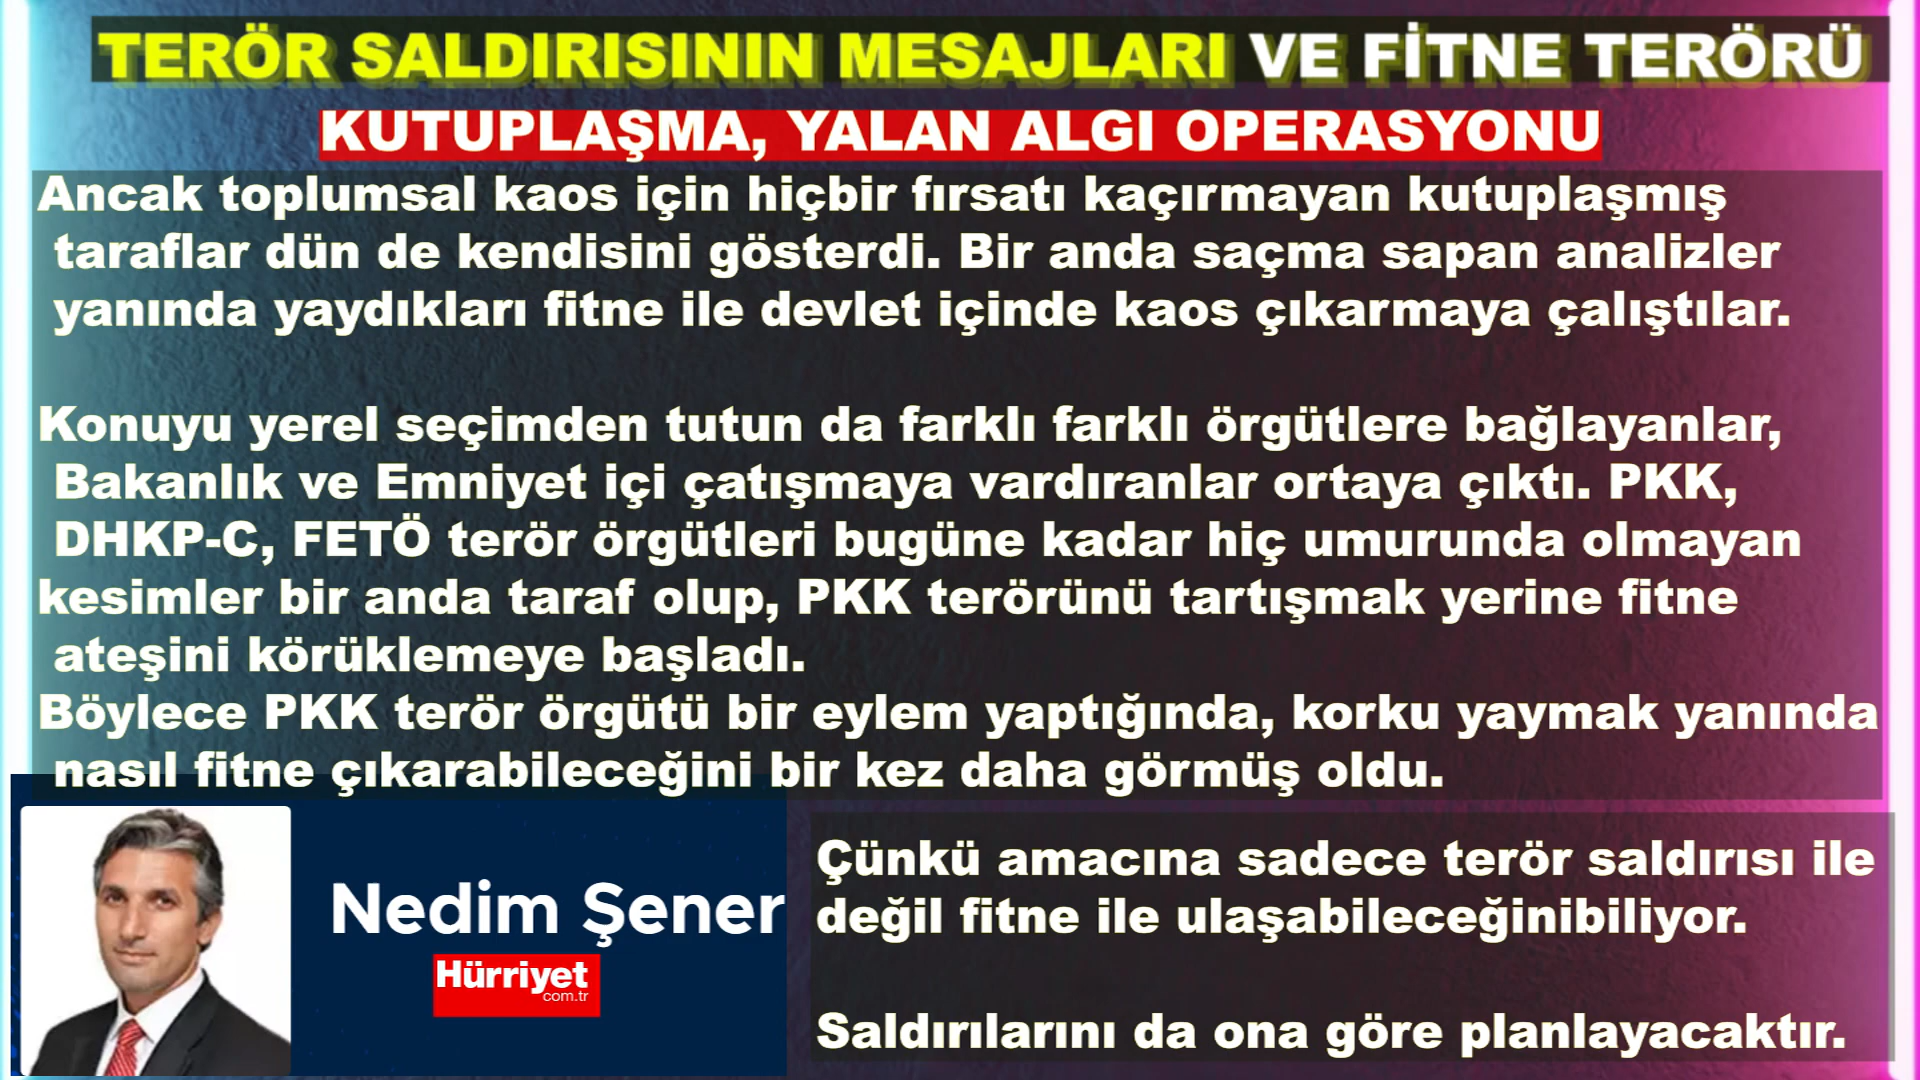 TERÖR SALDIRISININ MESAJLARI VE FİTNE TERÖRÜ
KUTUPLAŞMA, YALAN ALGI OPERASYONU
Ancak toplumsal kaos için hiçbir fırsatı kaçırmayan kutuplaşmış
taraflar dün de kendisini gösterdi. Bir anda saçma sapan analizler
yanında yaydıkları fitne ile devlet içinde kaos çıkarmaya çalıştılar.
Konuyu yerel seçimden tutun da farklı farklı örgütlere bağlayanlar,
Bakanlık ve Emniyet içi çatışmaya vardıranlar ortaya çıktı. PKK,
DHKP-C, FETÖ terör örgütleri bugüne kadar hiç umurunda olmayan
kesimler bir anda taraf olup, PKK terörünü tartışmak yerine fitne
ateşini körüklemeye başladı.
Böylece PKK terör örgütü bir eylem yaptığında, korku yaymak yanında
nasıl fitne çıkarabileceğini bir kez daha görmüş oldu.
Nedim Şener
Hürriyet
com.tr
Çünkü amacına sadece terör saldırısı ile
değil fitne ile ulaşabileceğinibiliyor.
Saldırılarını da ona göre planlayacaktır.